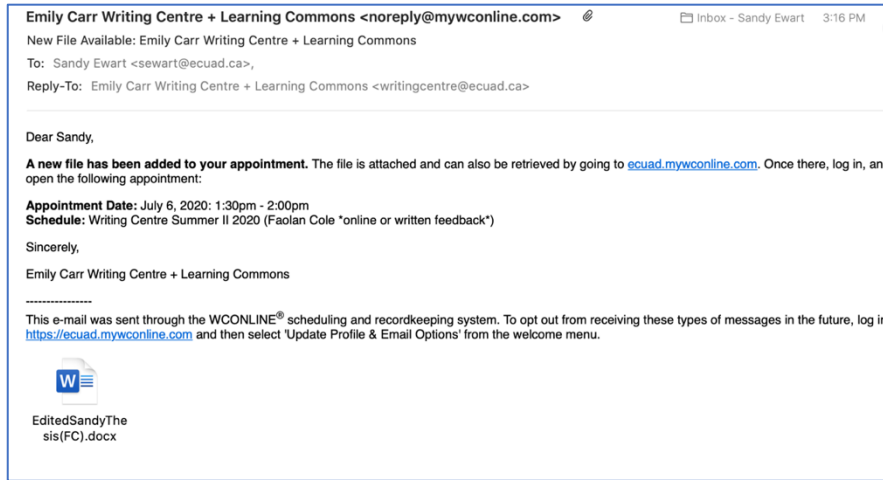 Emily Carr Writing Centre + Learning Commons <noreply@mywconline.com> Inbox - Sandy Ewart 3:16 PM
New File Available: Emily Carr Writing Centre + Learning Commons
To: Sandy Ewart <sewart@ecuad.ca>,
Reply-To: Emily Carr Writing Centre + Learning Commons <writingcentre@ecuad.ca>
Dear Sandy,
A new file has been added to your appointment. The file is attached and can also be retrieved by going to ecuad.mywconline.com. Once there, log in, an
open the following appointment:
Appointment Date: July 6, 2020: 1:30pm - 2:00pm
Schedule: Writing Centre Summer II 2020 (Faolan Cole *online or written feedback*)
Sincerely,
Emily Carr Writing Centre + Learning Commons
----------------
This e-mail was sent through the WCONLINE® scheduling and recordkeeping system. To opt out from receiving these types of messages in the future, log i
https://ecuad.mywconline.com and then select 'Update Profile & Email Options' from the welcome menu.
W
EditedSandyThe
sis(FC).docx